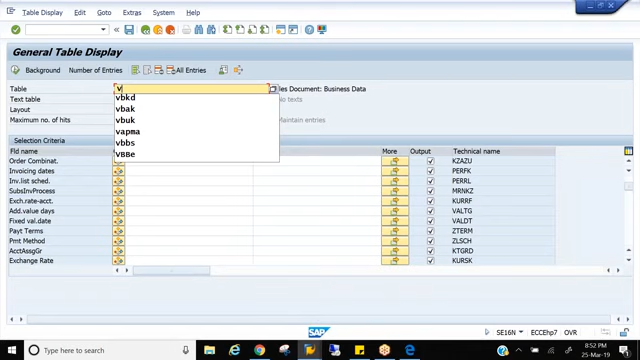 Table Display Edit Goto Extras Environment System Help
General Table Display
Background Number of Entries All Entries
Table v les Document: Business Data
Text table vbkd No texts
Layout vbak
Maximum no. of hits vbuk Maintain entries
vapma
vbbs
vBBe
Selection Criteria
Fld name More Output Technical name
Order Combinat. KZAZU
Invoicing dates PERFK
Inv.list sched. PERRL
SubsInvProcess MRNKZ
Exch.rate-acct. KURRF
Add.value days VALTG
Fixed val.date VALDT
Payt Terms ZTERM
Pmt Method ZLSCH
AcctAssgGr KTGRD
Exchange Rate KURSK
SAP SE16N ECCEhp7 OVR
Type here to search 8:52 PM
25-Mar-19